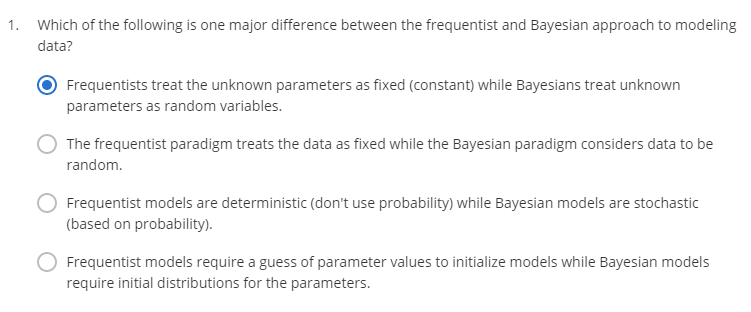 1. Which of the following is one major difference between the frequentist and Bayesian approach to modeling
data?
Frequentists treat the unknown parameters as fixed (constant) while Bayesians treat unknown
parameters as random variables.
The frequentist paradigm treats the data as fixed while the Bayesian paradigm considers data to be
random.
Frequentist models are deterministic (don't use probability) while Bayesian models are stochastic
(based on probability).
Frequentist models require a guess of parameter values to initialize models while Bayesian models
require initial distributions for the parameters.